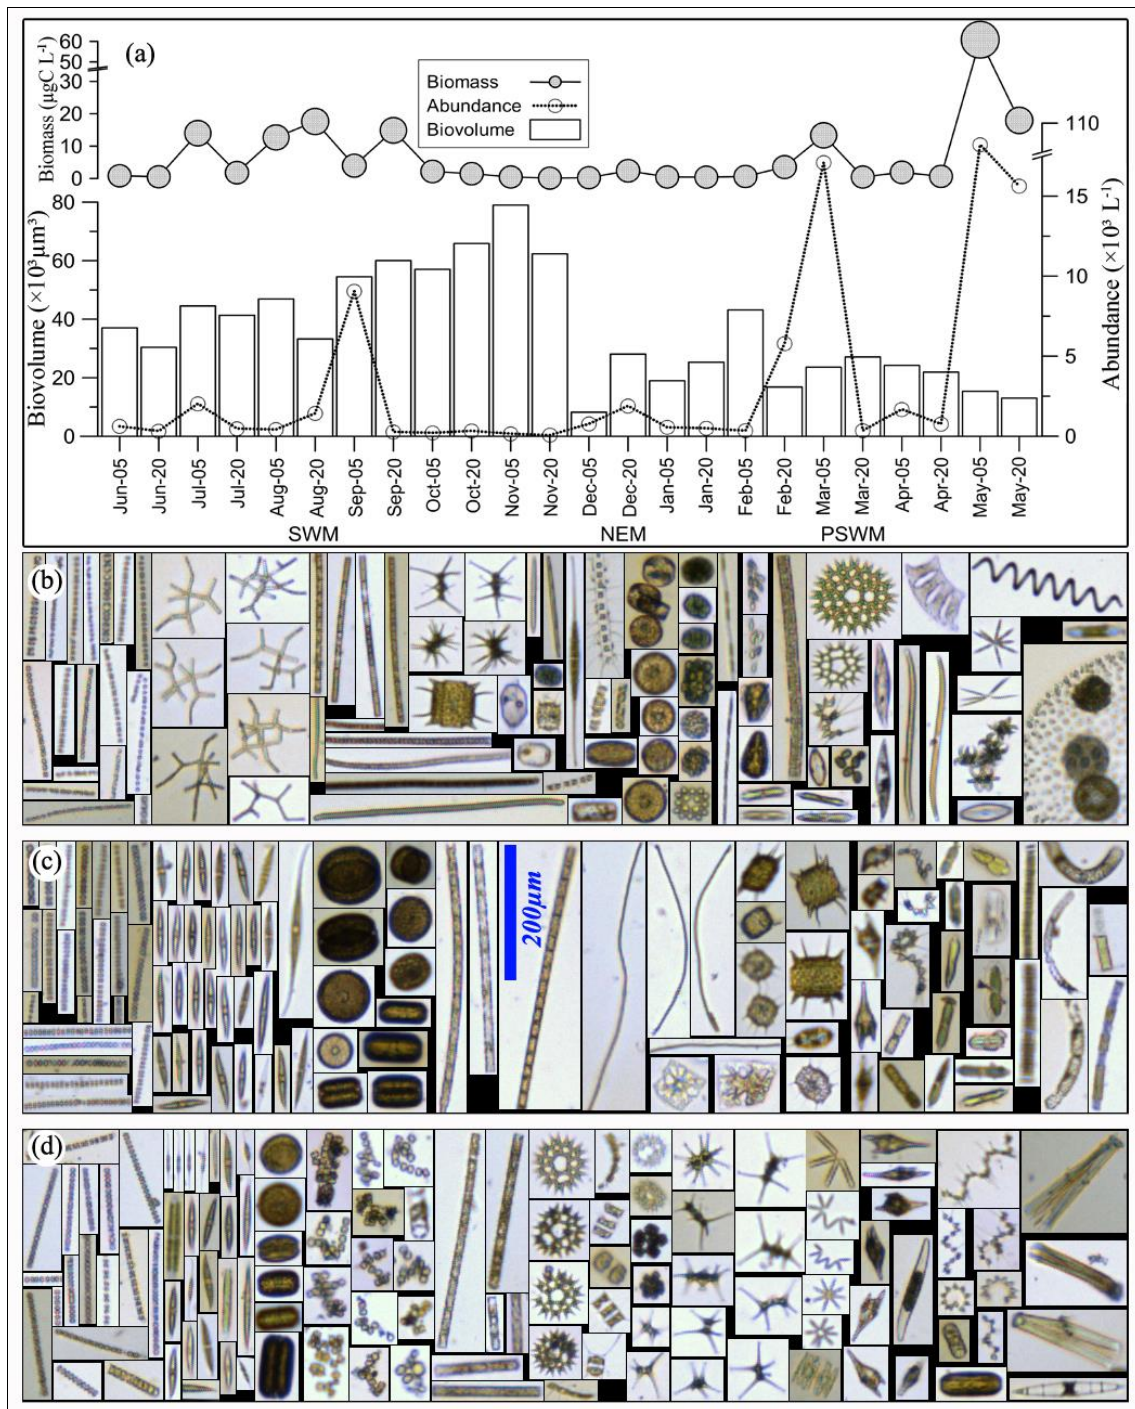 (a)
Biomass (µgC L⁻¹)
60
50
30
20
10
0
Biomass
Abundance
Biovolume
110
15
10
5
0
Abundance (×10³ L⁻¹)
Biovolume (×10³µm³)
80
60
40
20
0
Jun-05
Jun-20
Jul-05
Jul-20
Aug-05
Aug-20
Sep-05
Sep-20
Oct-05
Oct-20
Nov-05
Nov-20
Dec-05
Dec-20
Jan-05
Jan-20
Feb-05
Feb-20
Mar-05
Mar-20
Apr-05
Apr-20
May-05
May-20
SWM
NEM
PSWM
(b)
(c)
200µm
(d)